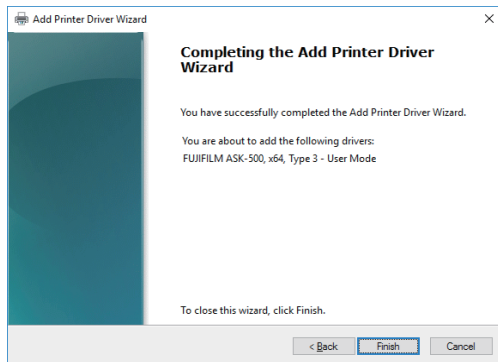 Add Printer Driver Wizard
Completing the Add Printer Driver
Wizard
You have successfully completed the Add Printer Driver Wizard.
You are about to add the following drivers:
FUJIFILM ASK-500, x64, Type 3 - User Mode
To close this wizard, click Finish.
< Back Finish Cancel